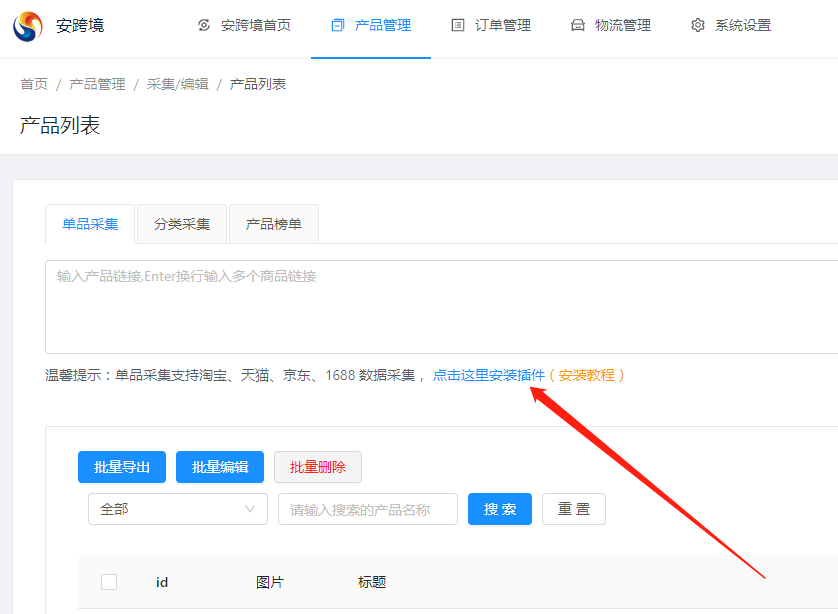 安跨境 安跨境首页 产品管理 订单管理 物流管理 系统设置
首页 / 产品管理 / 采集/编辑 / 产品列表
产品列表
单品采集 分类采集 产品榜单
输入产品链接,Enter换行输入多个商品链接
温馨提示：单品采集支持淘宝、天猫、京东、1688 数据采集 ，点击这里安装插件（安装教程）
批量导出 批量编辑 批量删除
全部 请输入搜索的产品名称 搜 索 重 置
id 图片 标题